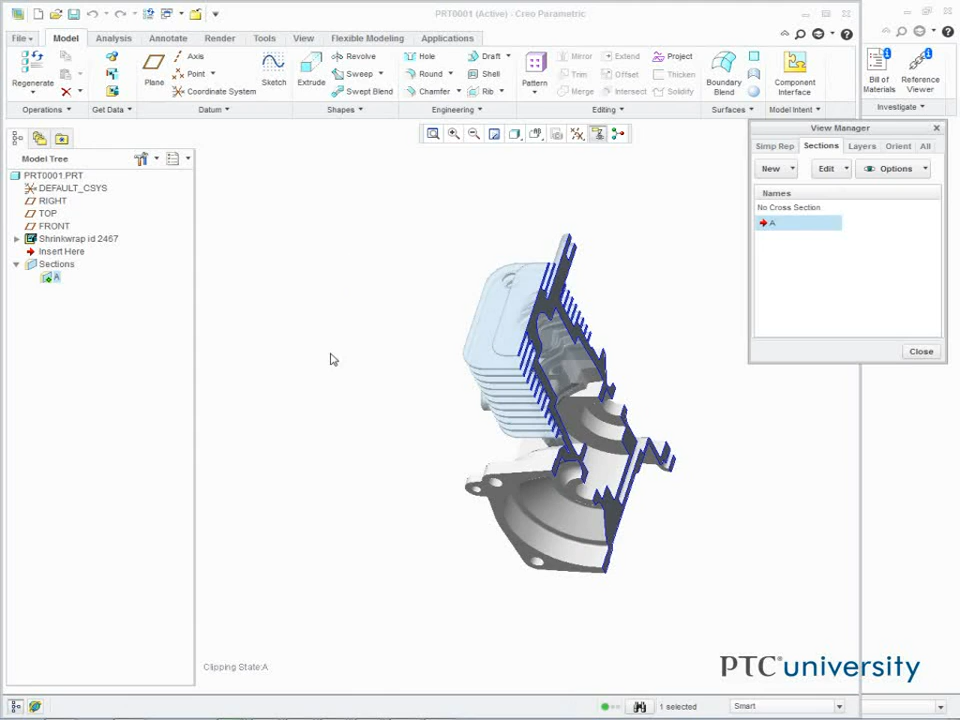 PRT0001 (Active) - Creo Parametric
File Model Analysis Annotate Render Tools View Flexible Modeling Applications
Regenerate
Operations
Get Data
Plane
Axis
Point
Coordinate System
Sketch
Datum
Extrude
Revolve
Sweep
Swept Blend
Shapes
Hole
Round
Chamfer
Draft
Shell
Rib
Engineering
Pattern
Mirror
Trim
Merge
Extend
Offset
Intersect
Project
Thicken
Solidify
Editing
Boundary Blend
Surfaces
Component Interface
Model Intent
Bill of Materials
Reference Viewer
Investigate
Model Tree
PRT0001.PRT
DEFAULT_CSYS
RIGHT
TOP
FRONT
Shrinkwrap id 2467
Insert Here
Sections
A
View Manager
Simp Rep Sections Layers Orient All
New Edit Options
Names
No Cross Section
A
Close
Clipping State:A
PTC university
1 selected
Smart